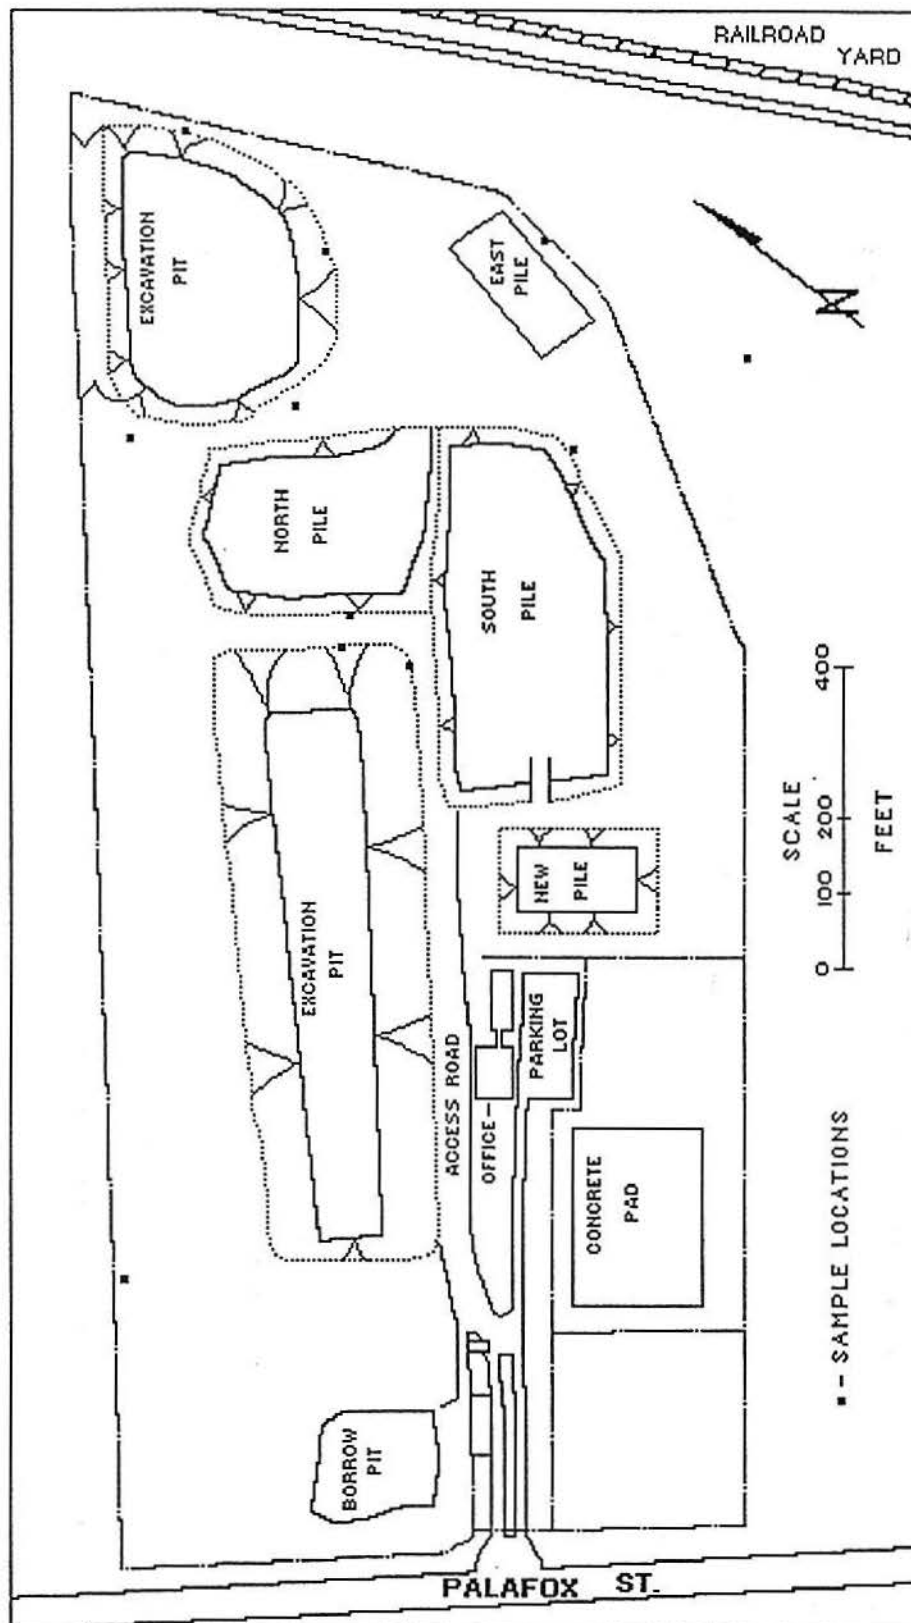 RAILROAD
YARD
EXCAVATION
PIT
EAST
PILE
N
NORTH
PILE
SOUTH
PILE
NEW
PILE
SCALE
0 100 200 400
FEET
EXCAVATION
PIT
ACCESS ROAD
OFFICE-
PARKING
LOT
CONCRETE
PAD
▪ - SAMPLE LOCATIONS
BORROW
PIT
PALAFOX ST.